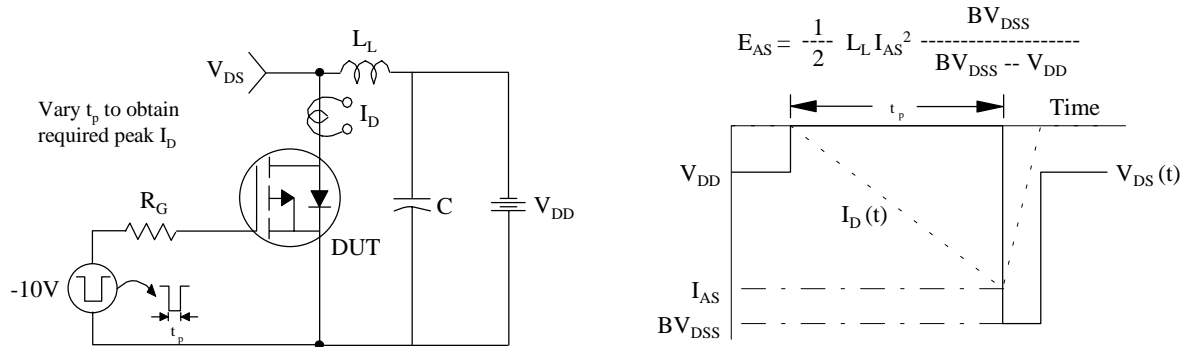 L_L
V_DS
I_D
Vary t_p to obtain
required peak I_D
R_G
C
V_DD
DUT
-10V
t_p
E_AS = 1/2 L_L I_AS^2 BV_DSS / BV_DSS -- V_DD
t_p
Time
V_DD
V_DS (t)
I_D (t)
I_AS
BV_DSS